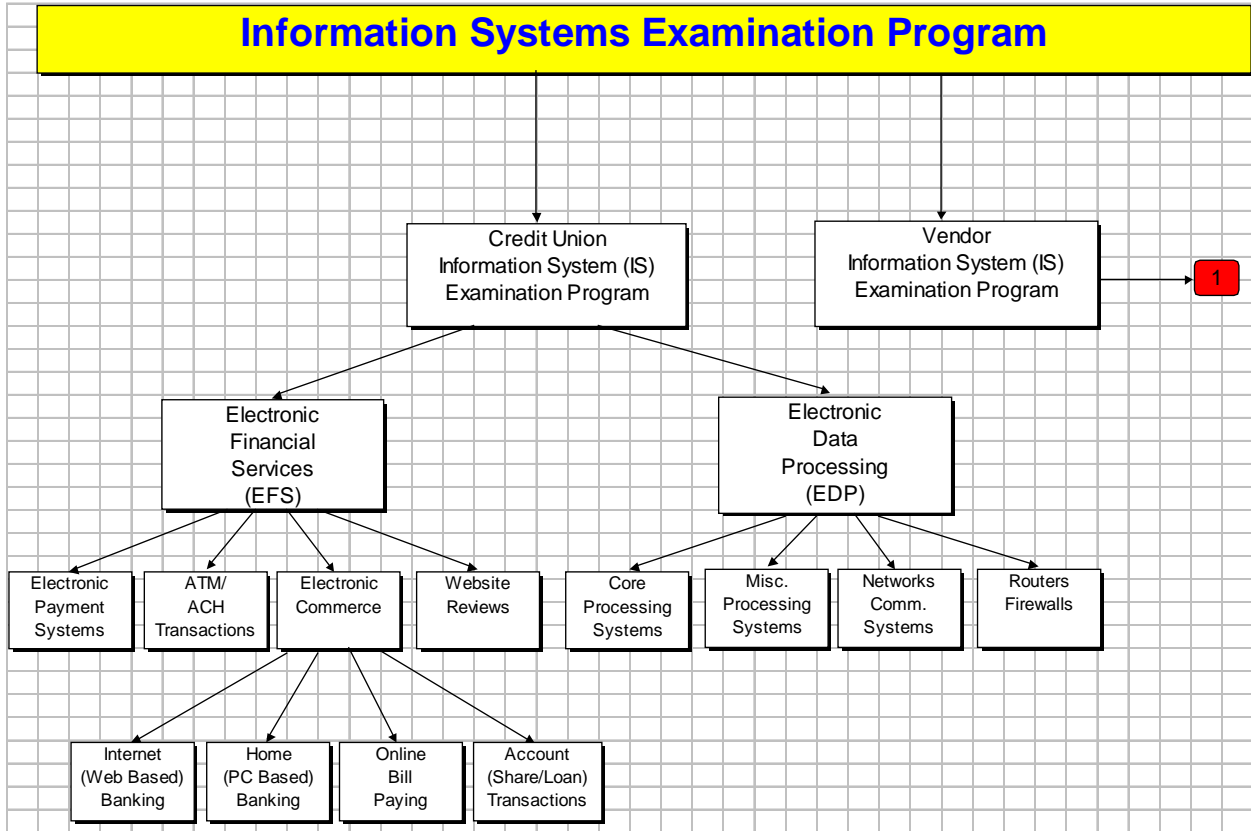 Information Systems Examination Program
Credit Union
Information System (IS)
Examination Program
Vendor
Information System (IS)
Examination Program
1
Electronic
Financial
Services
(EFS)
Electronic
Data
Processing
(EDP)
Electronic
Payment
Systems
ATM/
ACH
Transactions
Electronic
Commerce
Website
Reviews
Core
Processing
Systems
Misc.
Processing
Systems
Networks
Comm.
Systems
Routers
Firewalls
Internet
(Web Based)
Banking
Home
(PC Based)
Banking
Online
Bill
Paying
Account
(Share/Loan)
Transactions